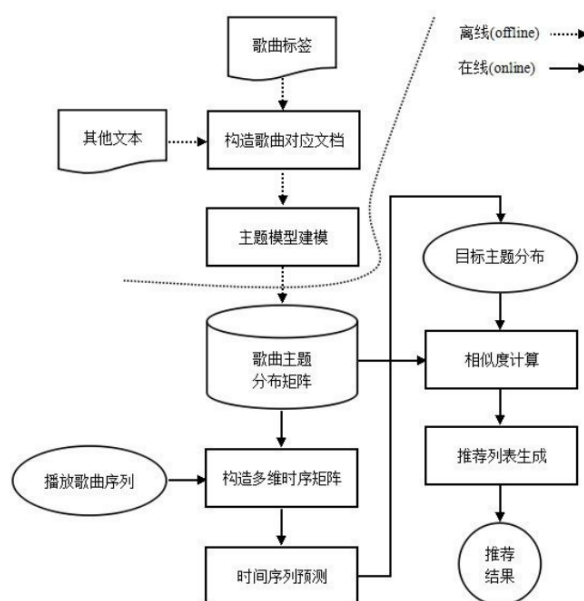 歌曲标签
离线(offline)
在线(online)
其他文本
构造歌曲对应文档
主题模型建模
目标主题分布
歌曲主题
分布矩阵
相似度计算
播放歌曲序列
构造多维时序矩阵
推荐列表生成
时间序列预测
推荐
结果